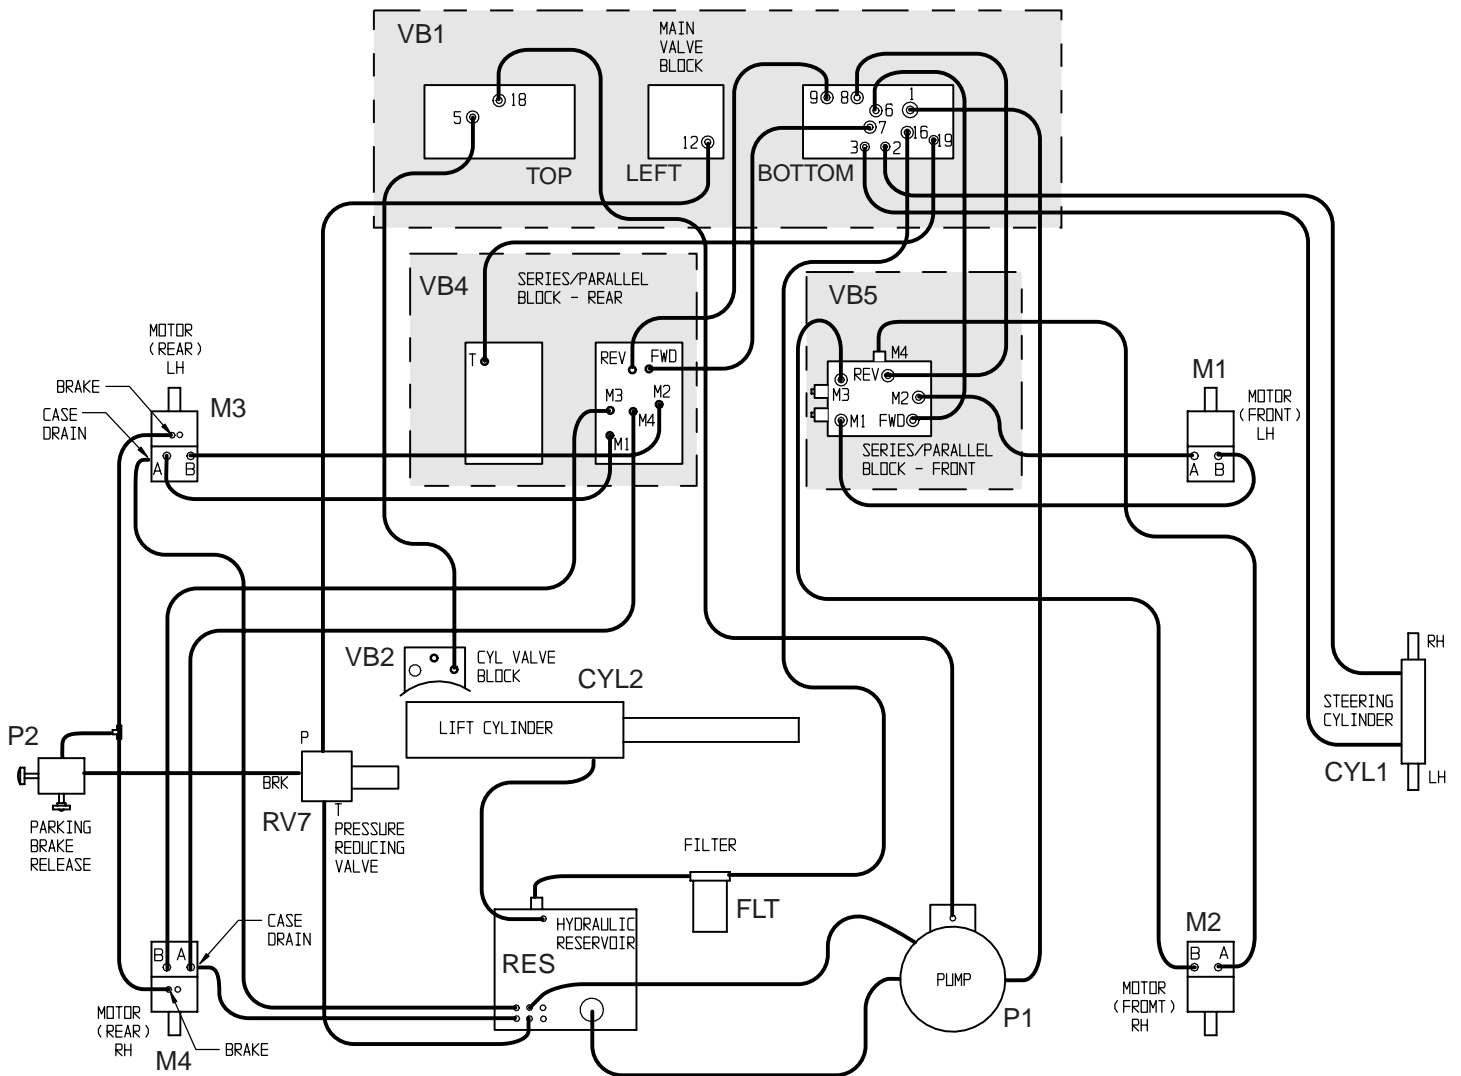 VB1
MAIN
VALVE
BLOCK
18
5
TOP
12
LEFT
9
8
1
6
7
16
19
3
2
BOTTOM
VB4
SERIES/PARALLEL
BLOCK - REAR
T
REV
FWD
M3
M2
M4
M1
VB5
M4
REV
M3
M2
M1
FWD
SERIES/PARALLEL
BLOCK - FRONT
MOTOR
(REAR)
LH
BRAKE
CASE
DRAIN
M3
A
B
M1
MOTOR
(FRONT)
LH
A
B
VB2
CYL VALVE
BLOCK
CYL2
LIFT CYLINDER
RH
STEERING
CYLINDER
CYL1
LH
P2
PARKING
BRAKE
RELEASE
P
BRK
RV7
T
PRESSURE
REDUCING
VALVE
FILTER
FLT
CASE
DRAIN
B
A
MOTOR
(REAR)
RH
M4
BRAKE
HYDRAULIC
RESERVOIR
RES
PUMP
P1
M2
B
A
MOTOR
(FROMT)
RH